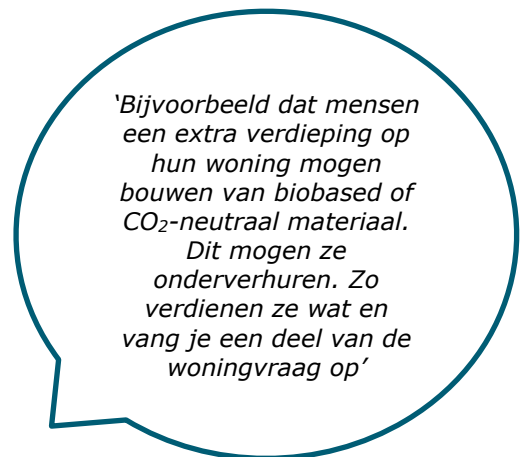 ‘Bijvoorbeeld dat mensen
een extra verdieping op
hun woning mogen
bouwen van biobased of
CO₂-neutraal materiaal.
Dit mogen ze
onderverhuren. Zo
verdienen ze wat en
vang je een deel van de
woningvraag op’